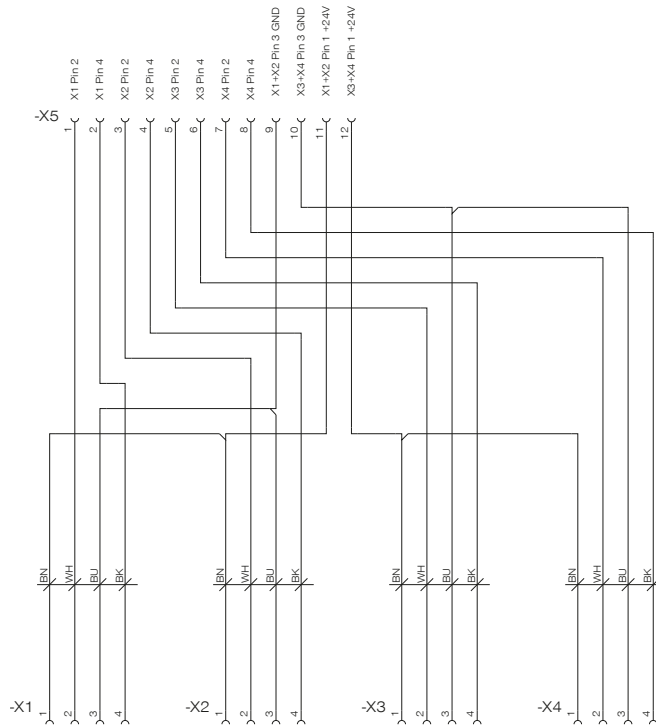 -X5
1 X1 Pin 2
2 X1 Pin 4
3 X2 Pin 2
4 X2 Pin 4
5 X3 Pin 2
6 X3 Pin 4
7 X4 Pin 2
8 X4 Pin 4
9 X1+X2 Pin 3 GND
10 X3+X4 Pin 3 GND
11 X1+X2 Pin 1 +24V
12 X3+X4 Pin 1 +24V
BN WH BU BK
BN WH BU BK
BN WH BU BK
BN WH BU BK
-X1 1 2 3 4
-X2 1 2 3 4
-X3 1 2 3 4
-X4 1 2 3 4